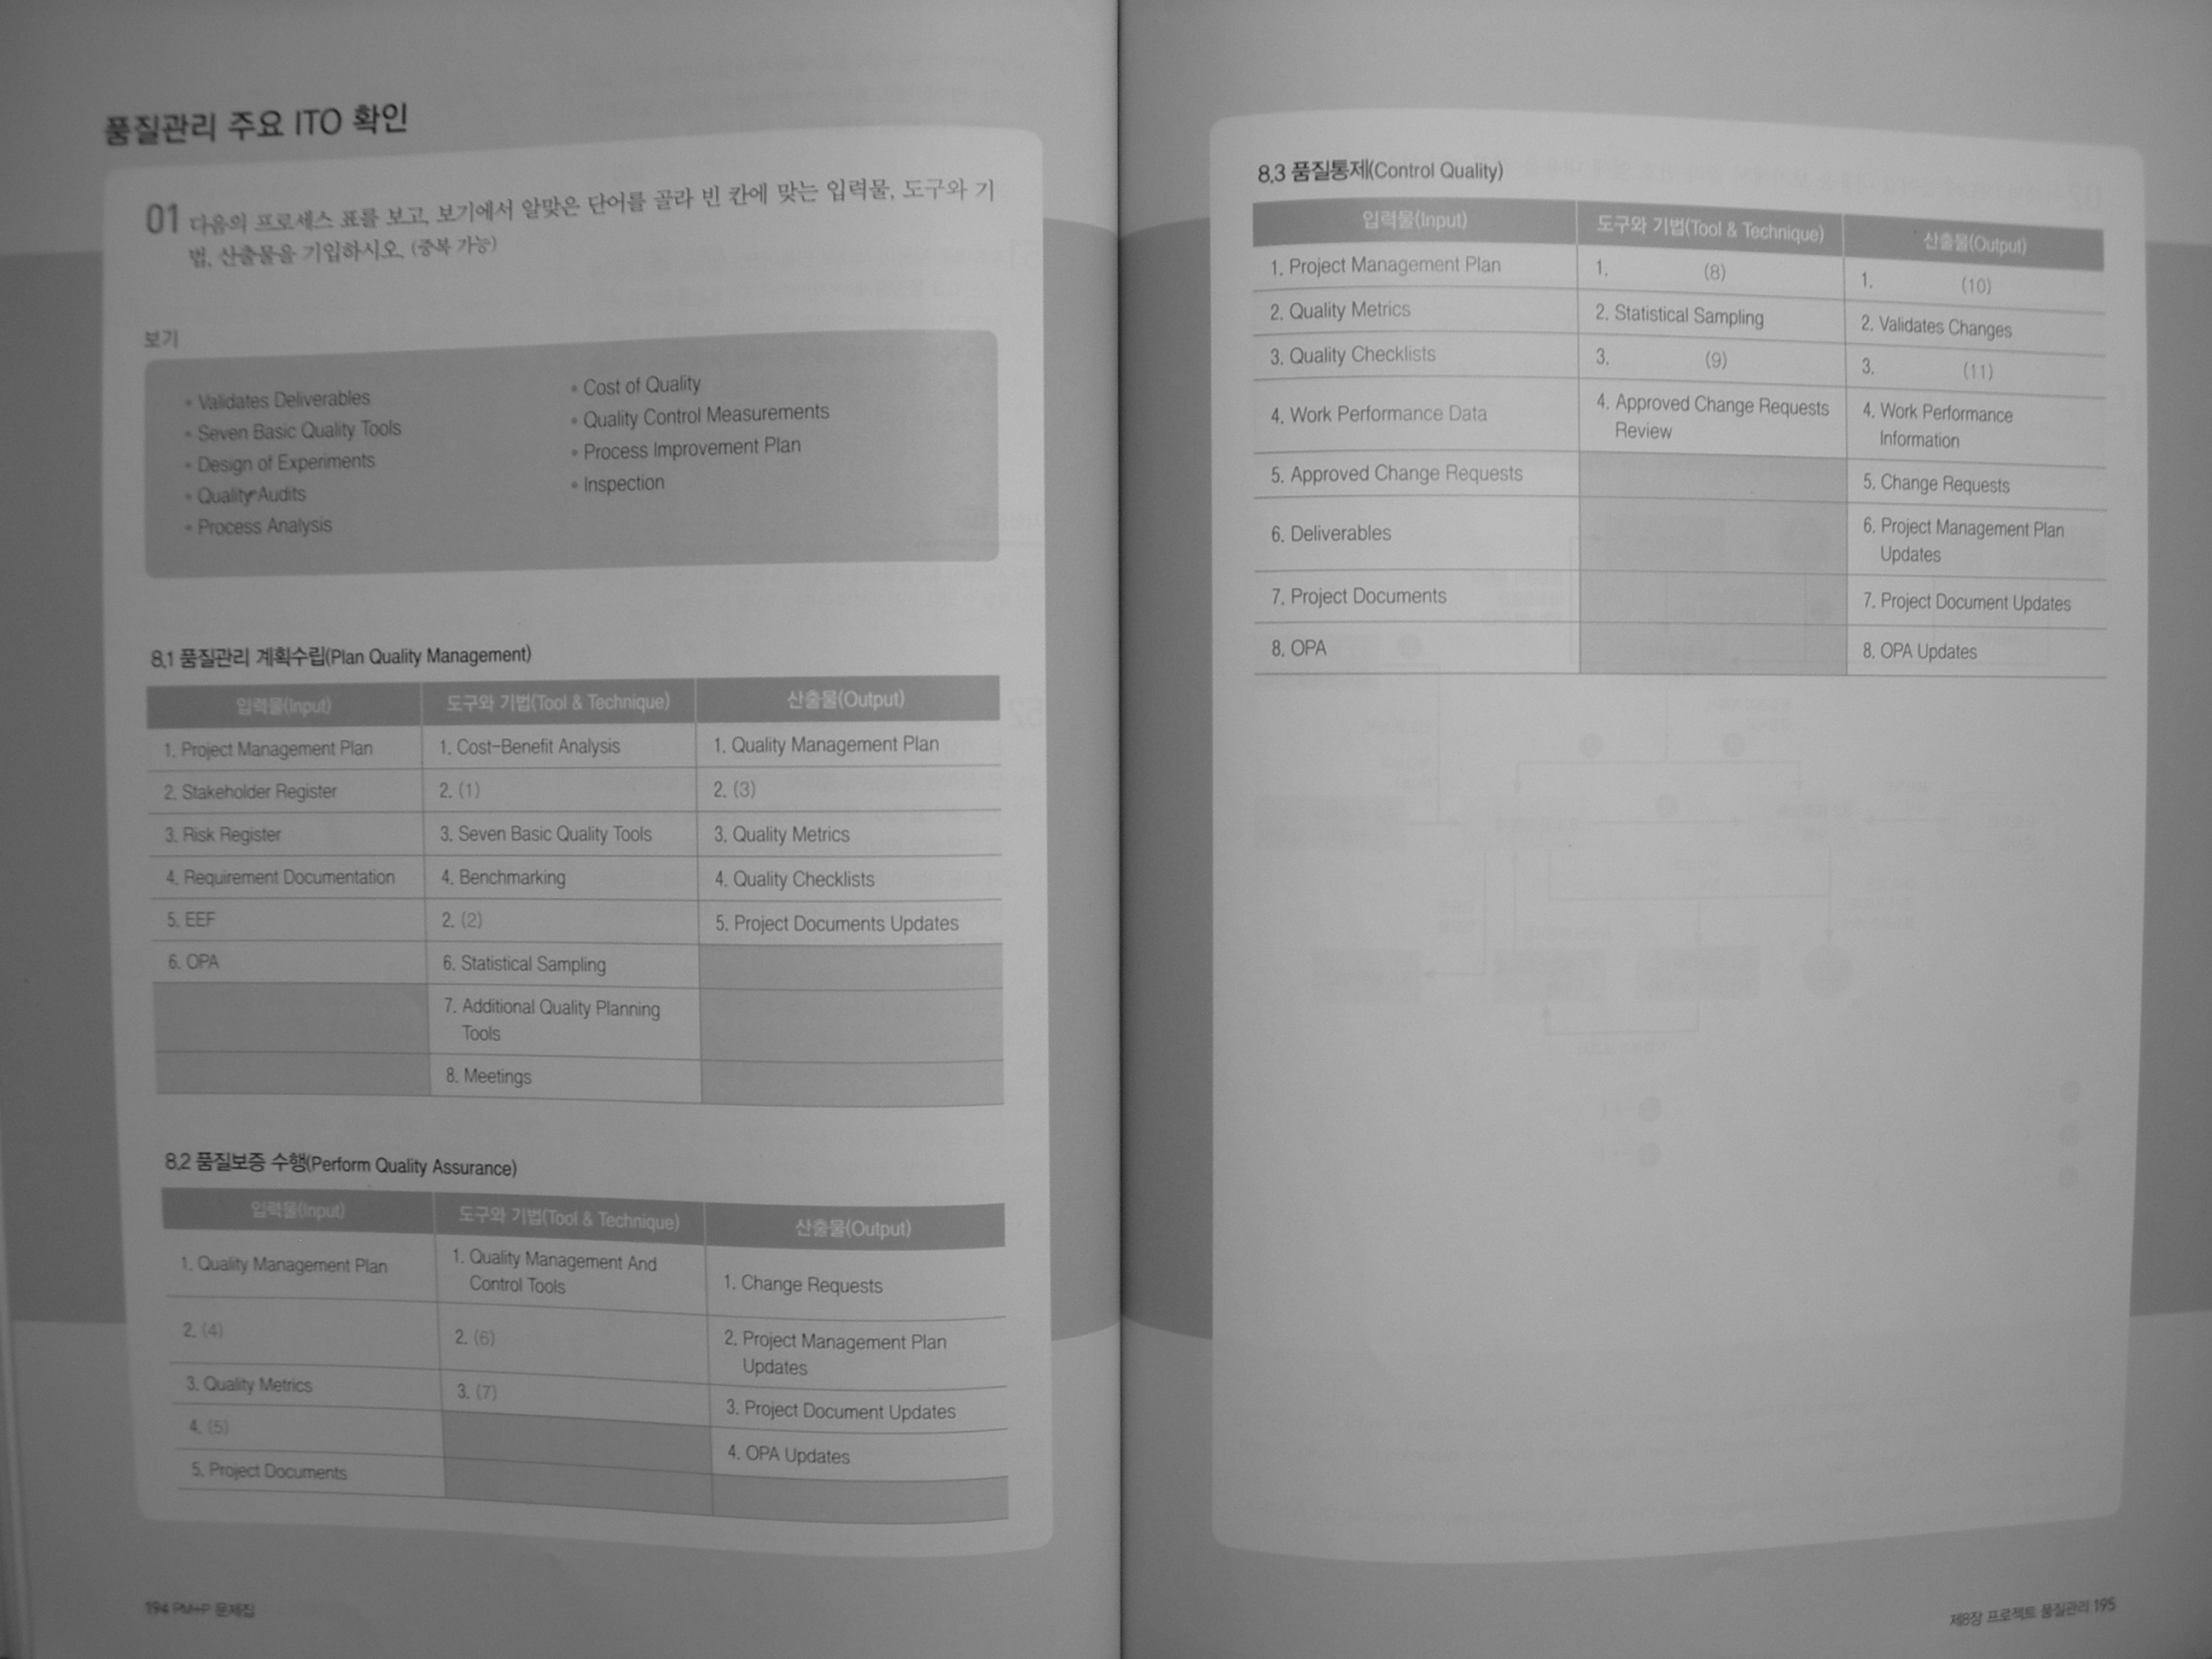 품질관리 주요 ITO 확인
01 다음의 프로세스 표를 보고, 보기에서 알맞은 단어를 골라 빈 칸에 맞는 입력물, 도구와 기
법, 산출물을 기입하시오. (중복 가능)
보기
• Validates Deliverables
• Seven Basic Quality Tools
• Design of Experiments
• Quality Audits
• Process Analysis
• Cost of Quality
• Quality Control Measurements
• Process Improvement Plan
• Inspection
8.1 품질관리 계획수립(Plan Quality Management)
입력물(Input) 도구와 기법(Tool & Technique) 산출물(Output)
1. Project Management Plan 1. Cost-Benefit Analysis 1. Quality Management Plan
2. Stakeholder Register 2. (1) 2. (3)
3. Risk Register 3. Seven Basic Quality Tools 3. Quality Metrics
4. Requirement Documentation 4. Benchmarking 4. Quality Checklists
5. EEF 2. (2) 5. Project Documents Updates
6. OPA 6. Statistical Sampling
7. Additional Quality Planning
Tools
8. Meetings
8.2 품질보증 수행(Perform Quality Assurance)
입력물(Input) 도구와 기법(Tool & Technique) 산출물(Output)
1. Quality Management Plan 1. Quality Management And
Control Tools 1. Change Requests
2. (4) 2. (6) 2. Project Management Plan
Updates
3. Quality Metrics 3. (7) 3. Project Document Updates
4. (5) 4. OPA Updates
5. Project Documents
194 PM+P 문제집
8.3 품질통제(Control Quality)
입력물(Input) 도구와 기법(Tool & Technique) 산출물(Output)
1. Project Management Plan 1. (8) 1. (10)
2. Quality Metrics 2. Statistical Sampling 2. Validates Changes
3. Quality Checklists 3. (9) 3. (11)
4. Work Performance Data 4. Approved Change Requests
Review 4. Work Performance
Information
5. Approved Change Requests 5. Change Requests
6. Deliverables 6. Project Management Plan
Updates
7. Project Documents 7. Project Document Updates
8. OPA 8. OPA Updates
제8장 프로젝트 품질관리 195